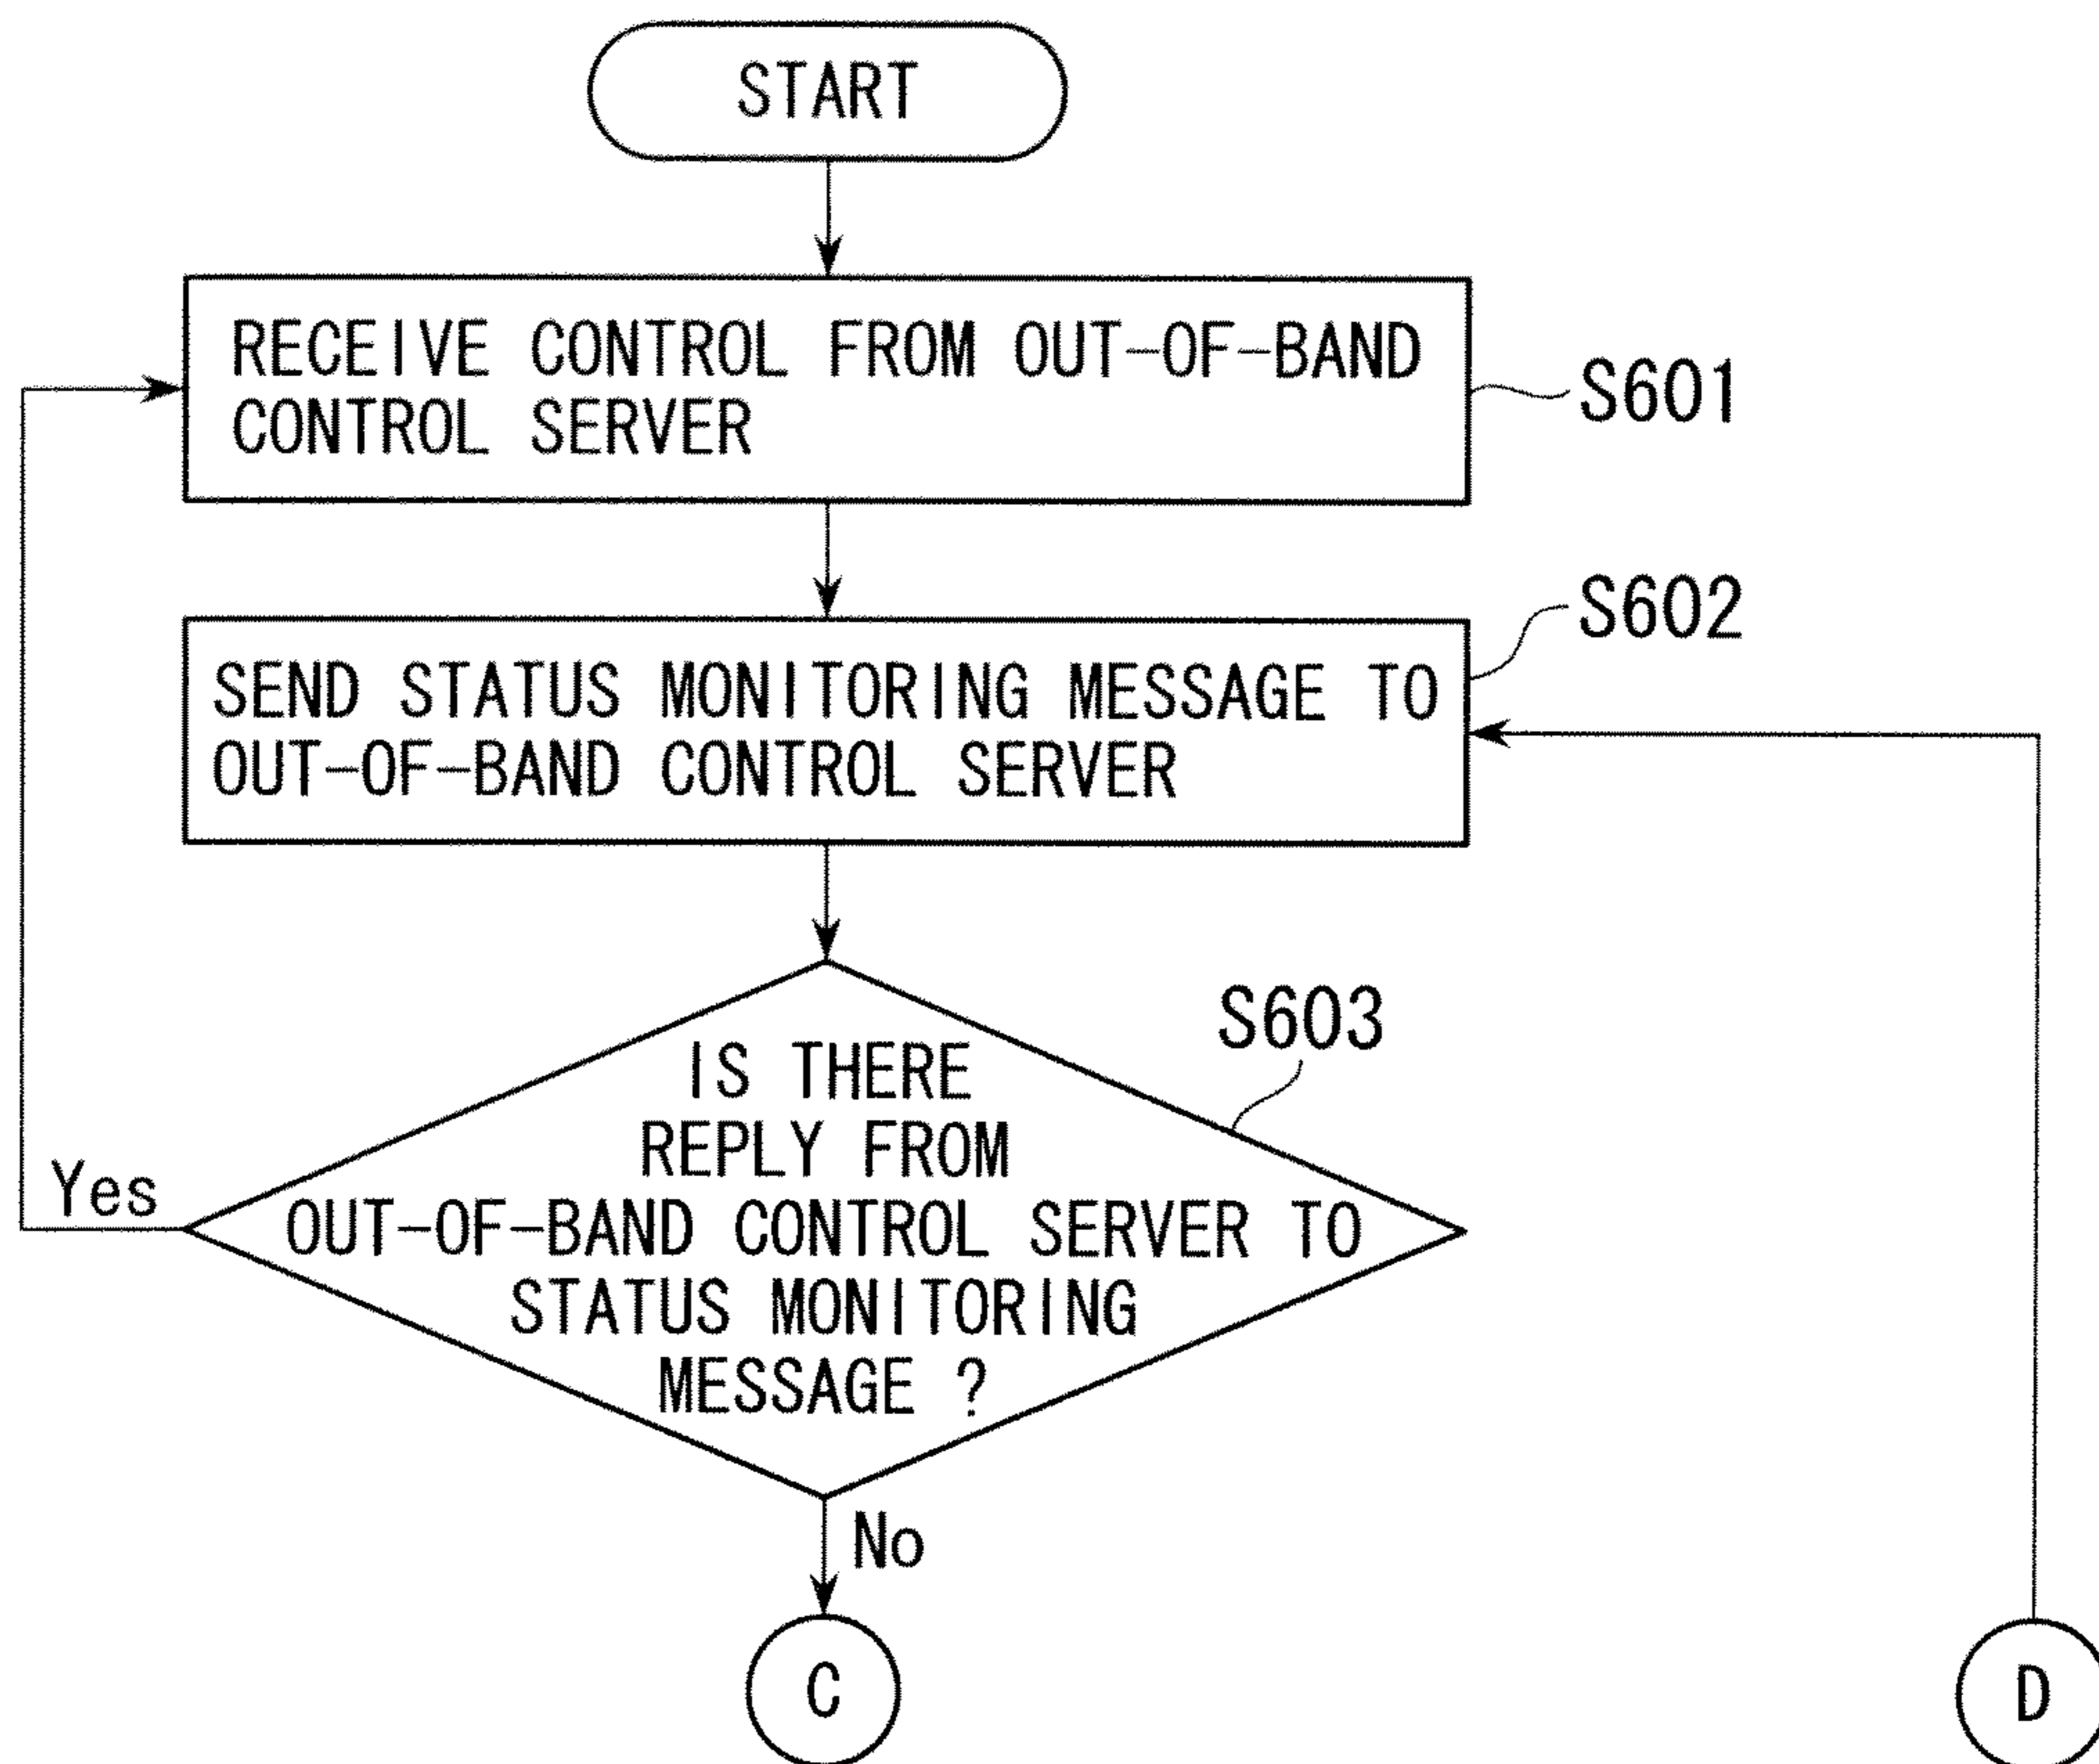 START
RECEIVE CONTROL FROM OUT-OF-BAND
CONTROL SERVER
S601
S602
SEND STATUS MONITORING MESSAGE TO
OUT-OF-BAND CONTROL SERVER
S603
IS THERE
REPLY FROM
OUT-OF-BAND CONTROL SERVER TO
STATUS MONITORING
MESSAGE ?
Yes
No
C
D